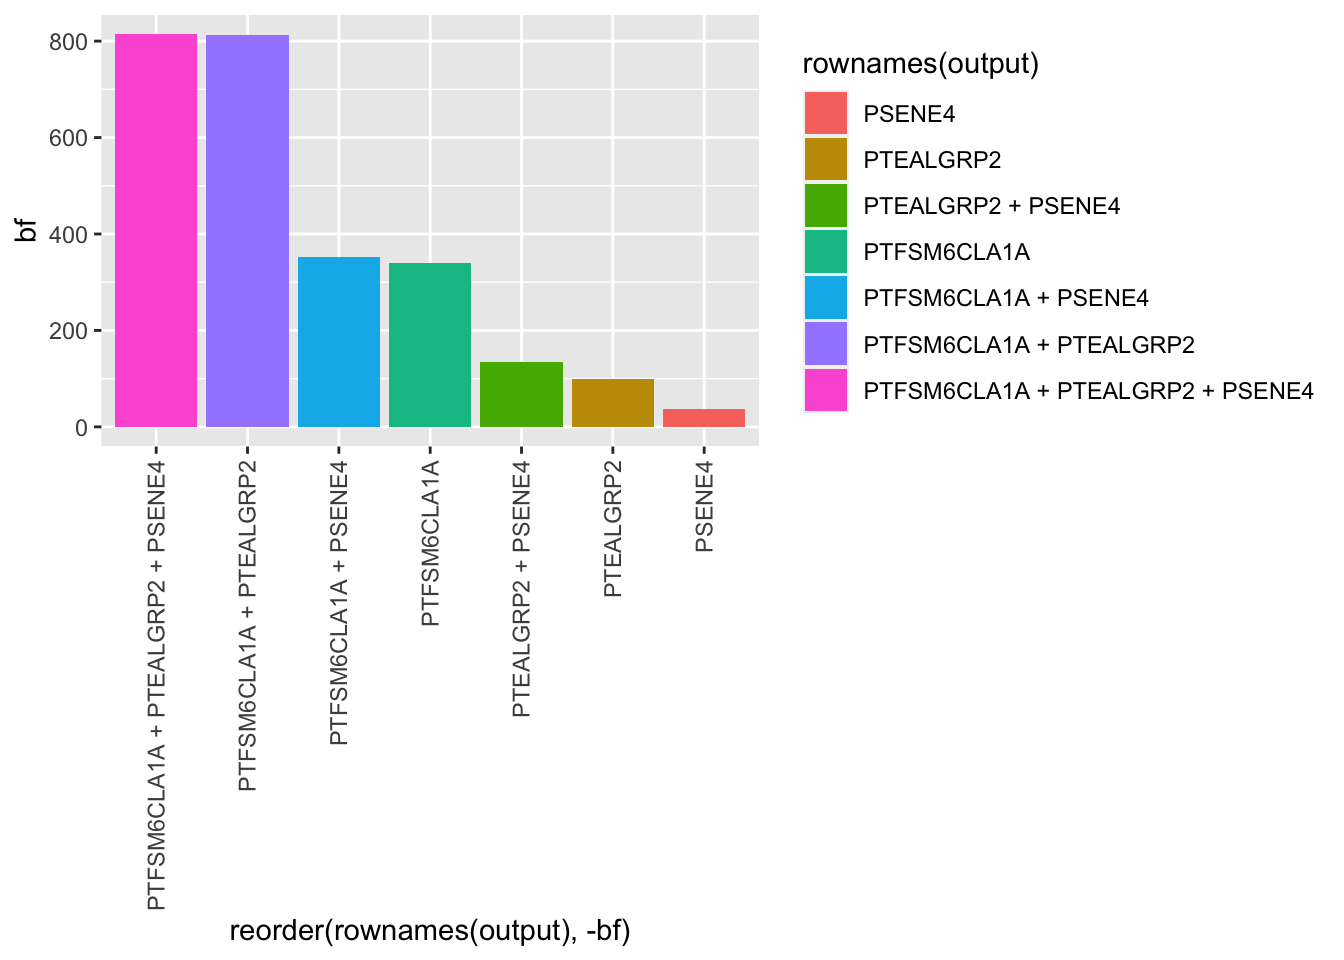 800
600
400
200
0
bf
PTFSM6CLA1A + PTEALGRP2 + PSENE4
PTFSM6CLA1A + PTEALGRP2
PTFSM6CLA1A + PSENE4
PTFSM6CLA1A
PTEALGRP2 + PSENE4
PTEALGRP2
PSENE4
reorder(rownames(output), -bf)
rownames(output)
PSENE4
PTEALGRP2
PTEALGRP2 + PSENE4
PTFSM6CLA1A
PTFSM6CLA1A + PSENE4
PTFSM6CLA1A + PTEALGRP2
PTFSM6CLA1A + PTEALGRP2 + PSENE4